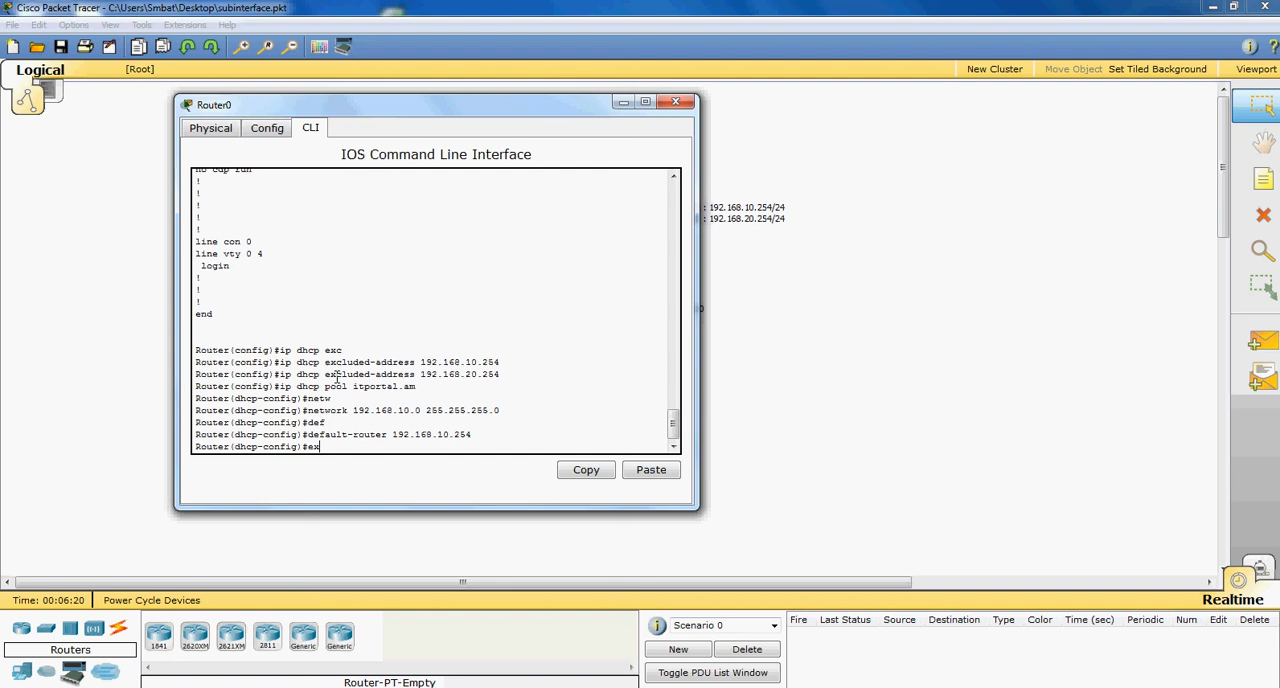 Cisco Packet Tracer - C:\Users\Smbat\Desktop\subinterface.pkt
File Edit Options View Tools Extensions Help
Logical [Root] New Cluster Move Object Set Tiled Background Viewport
Router0
Physical Config CLI
IOS Command Line Interface
no cdp run
!
!
!
!
!
line con 0
line vty 0 4
login
!
!
!
end
Router(config)#ip dhcp exc
Router(config)#ip dhcp excluded-address 192.168.10.254
Router(config)#ip dhcp excluded-address 192.168.20.254
Router(config)#ip dhcp pool itportal.am
Router(dhcp-config)#netw
Router(dhcp-config)#network 192.168.10.0 255.255.255.0
Router(dhcp-config)#def
Router(dhcp-config)#default-router 192.168.10.254
Router(dhcp-config)#ex
Copy Paste
: 192.168.10.254/24
: 192.168.20.254/24
0
Time: 00:06:20 Power Cycle Devices Realtime
Routers
1841 2620XM 2621XM 2811 Generic Generic
Router-PT-Empty
Scenario 0
New Delete
Toggle PDU List Window
Fire Last Status Source Destination Type Color Time (sec) Periodic Num Edit Delete